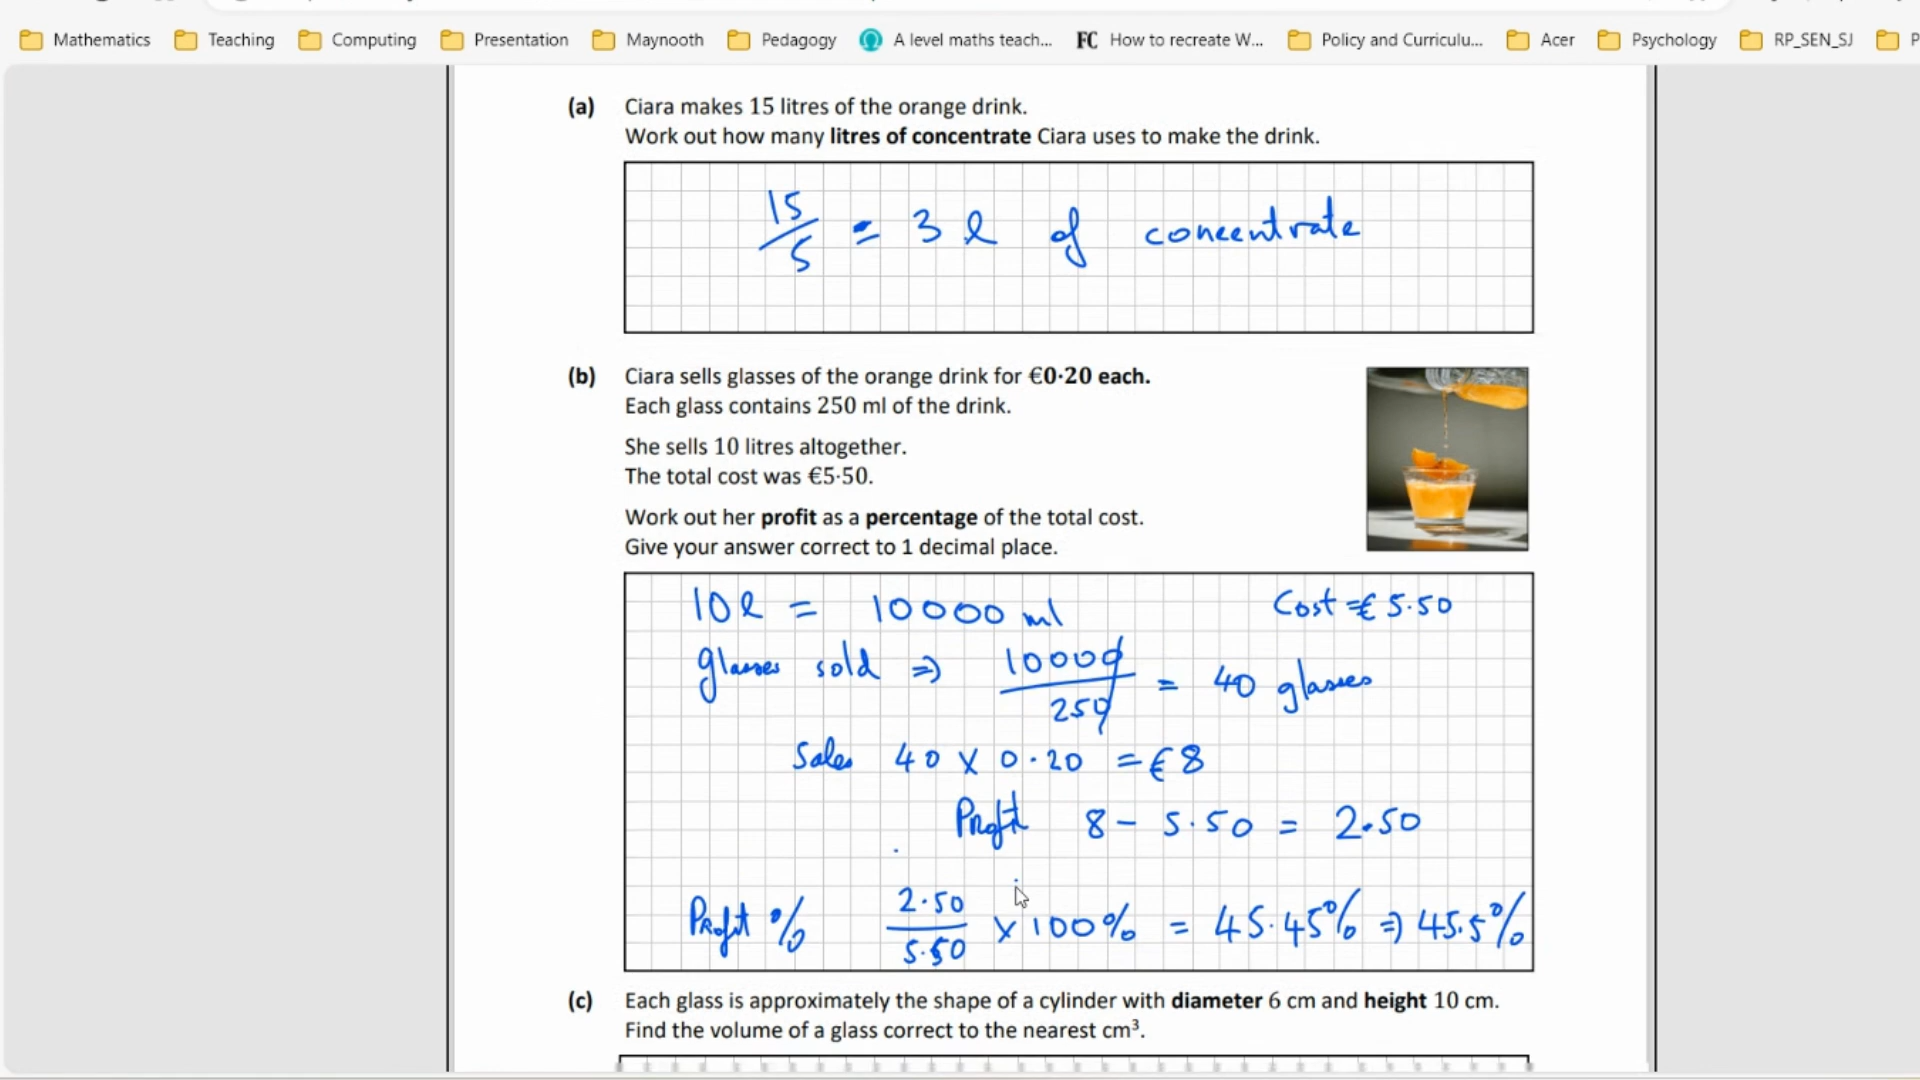 Mathematics Teaching Computing Presentation Maynooth Pedagogy A level maths teach... FC How to recreate W... Policy and Curriculu... Acer Psychology RP_SEN_SJ P
(a) Ciara makes 15 litres of the orange drink.
Work out how many litres of concentrate Ciara uses to make the drink.
15/5 = 3 l of concentrate
(b) Ciara sells glasses of the orange drink for €0·20 each.
Each glass contains 250 ml of the drink.
She sells 10 litres altogether.
The total cost was €5·50.
Work out her profit as a percentage of the total cost.
Give your answer correct to 1 decimal place.
10l = 10000 ml Cost = € 5.50
glasses sold ⇒ 10000/250 = 40 glasses
Sales 40 x 0.20 = € 8
Profit 8 - 5.50 = 2.50
Profit % 2.50/5.50 x 100% = 45.45% ⇒ 45.5%
(c) Each glass is approximately the shape of a cylinder with diameter 6 cm and height 10 cm.
Find the volume of a glass correct to the nearest cm³.